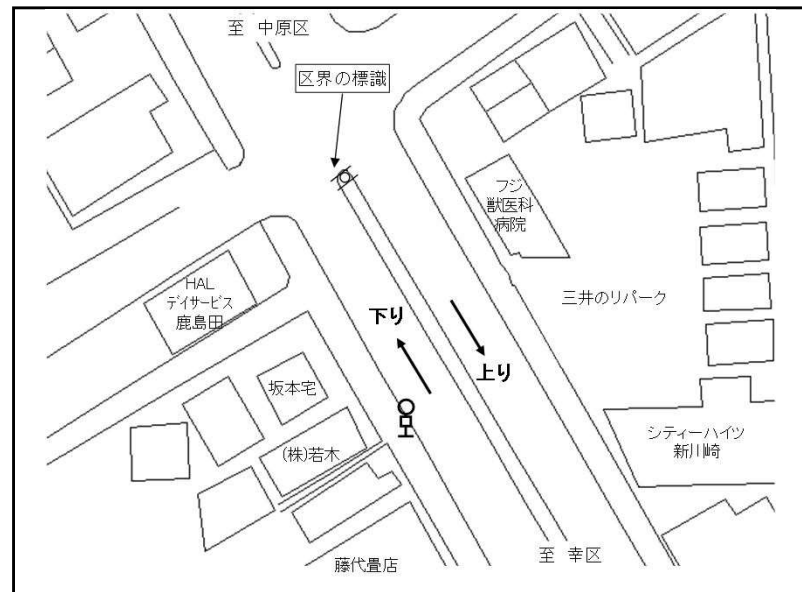 至 中原区
区界の標識
フジ
獣医科
病院
HAL
デイサービス
鹿島田
三井のリパーク
下り
上り
坂本宅
シティーハイツ
新川崎
(株)若木
至 幸区
藤代畳店